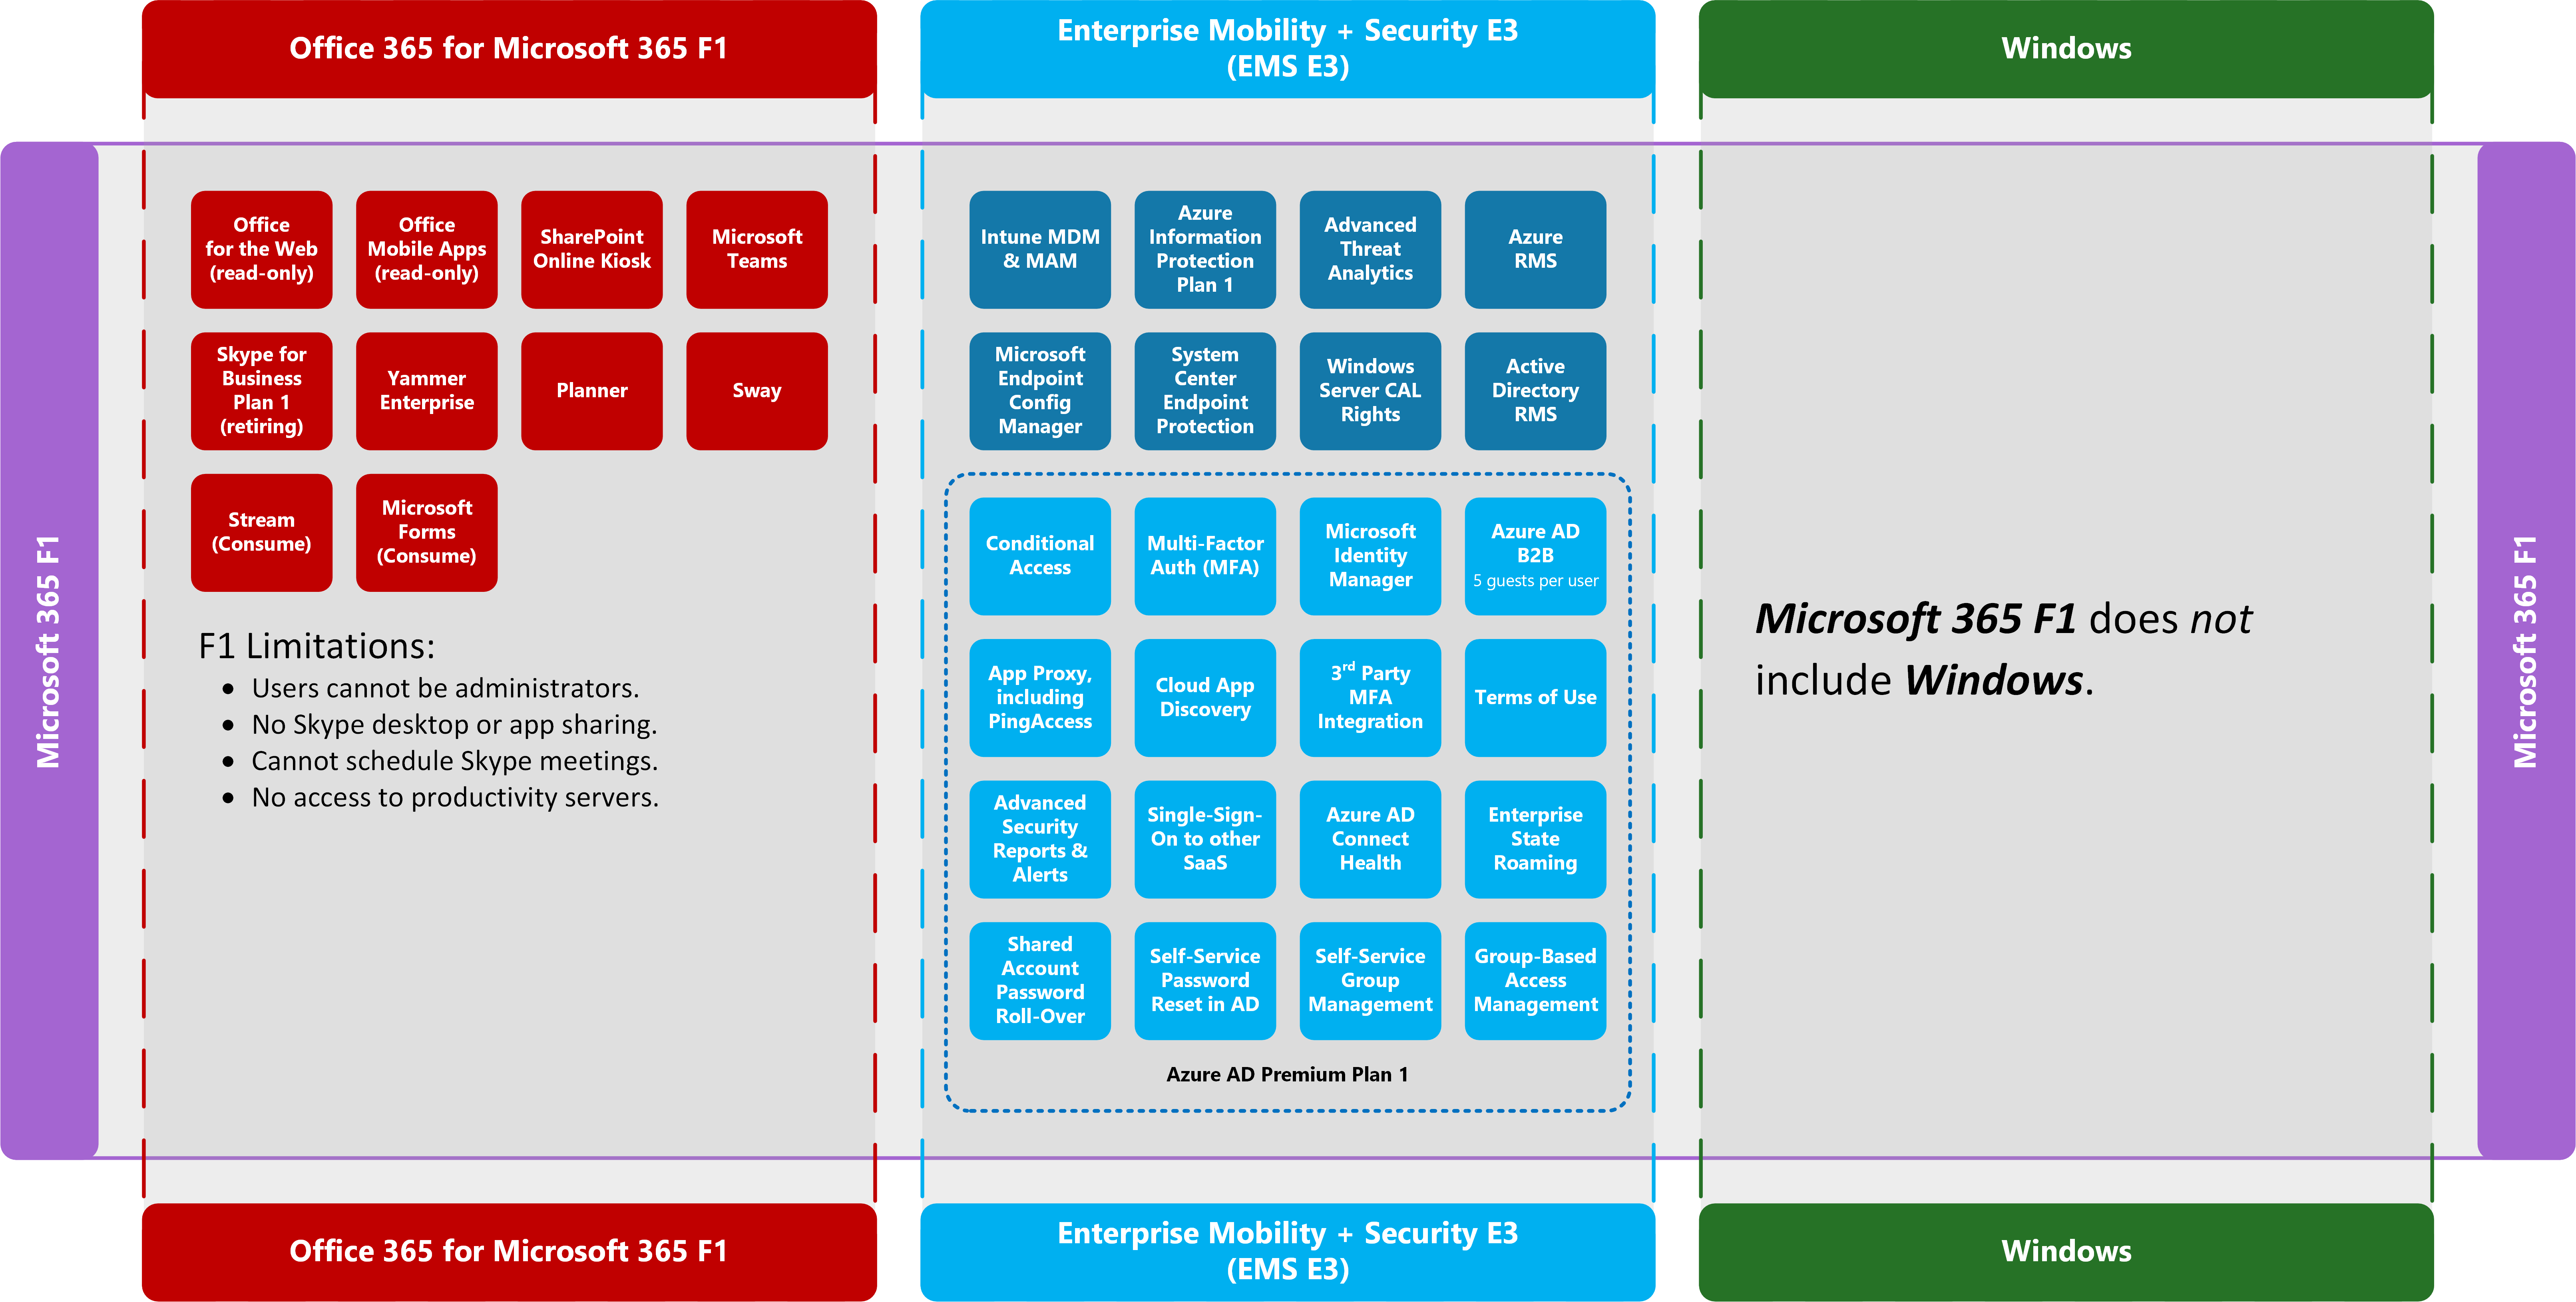 Office 365 for Microsoft 365 F1
Enterprise Mobility + Security E3
(EMS E3)
Windows
Microsoft 365 F1
Office
for the Web
(read-only)
Office
Mobile Apps
(read-only)
SharePoint
Online Kiosk
Microsoft
Teams
Skype for
Business
Plan 1
(retiring)
Yammer
Enterprise
Planner
Sway
Stream
(Consume)
Microsoft
Forms
(Consume)
F1 Limitations:
• Users cannot be administrators.
• No Skype desktop or app sharing.
• Cannot schedule Skype meetings.
• No access to productivity servers.
Intune MDM
& MAM
Azure
Information
Protection
Plan 1
Advanced
Threat
Analytics
Azure
RMS
Microsoft
Endpoint
Config
Manager
System
Center
Endpoint
Protection
Windows
Server CAL
Rights
Active
Directory
RMS
Conditional
Access
Multi-Factor
Auth (MFA)
Microsoft
Identity
Manager
Azure AD
B2B
5 guests per user
App Proxy,
including
PingAccess
Cloud App
Discovery
3rd Party
MFA
Integration
Terms of Use
Advanced
Security
Reports &
Alerts
Single-Sign-
On to other
SaaS
Azure AD
Connect
Health
Enterprise
State
Roaming
Shared
Account
Password
Roll-Over
Self-Service
Password
Reset in AD
Self-Service
Group
Management
Group-Based
Access
Management
Azure AD Premium Plan 1
Microsoft 365 F1 does not
include Windows.
Microsoft 365 F1
Office 365 for Microsoft 365 F1
Enterprise Mobility + Security E3
(EMS E3)
Windows